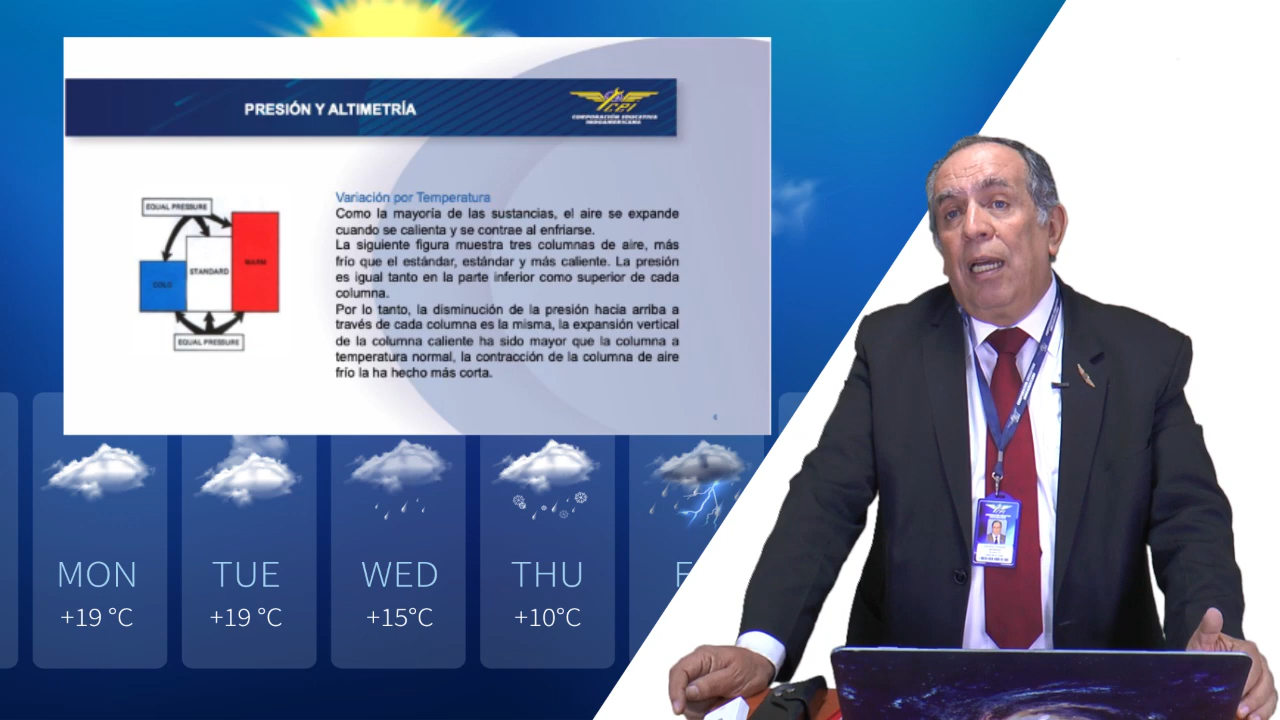 PRESIÓN Y ALTIMETRÍA
CORPORACIÓN EDUCATIVA
INDOAMERICANA
EQUAL PRESSURE
COLD
STANDARD
WARM
EQUAL PRESSURE
Variación por Temperatura
Como la mayoría de las sustancias, el aire se expande
cuando se calienta y se contrae al enfriarse.
La siguiente figura muestra tres columnas de aire, más
frío que el estándar, estándar y más caliente. La presión
es igual tanto en la parte inferior como superior de cada
columna.
Por lo tanto, la disminución de la presión hacia arriba a
través de cada columna es la misma, la expansión vertical
de la columna caliente ha sido mayor que la columna a
temperatura normal, la contracción de la columna de aire
frío la ha hecho más corta.
MON
+19 °C
TUE
+19 °C
WED
+15°C
THU
+10°C